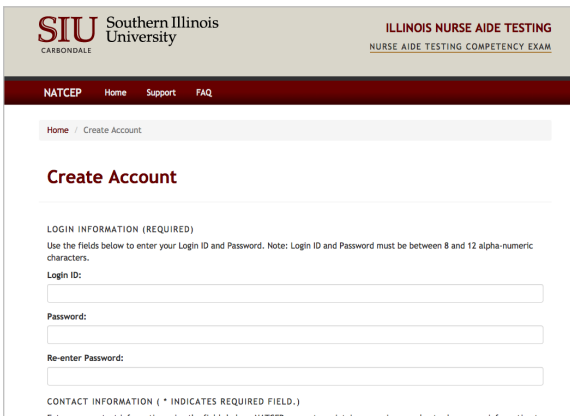 SIU Southern Illinois
University
CARBONDALE
ILLINOIS NURSE AIDE TESTING
NURSE AIDE TESTING COMPETENCY EXAM
NATCEP Home Support FAQ
Home / Create Account
Create Account
LOGIN INFORMATION (REQUIRED)
Use the fields below to enter your Login ID and Password. Note: Login ID and Password must be between 8 and 12 alpha-numeric
characters.
Login ID:
Password:
Re-enter Password:
CONTACT INFORMATION ( * INDICATES REQUIRED FIELD.)